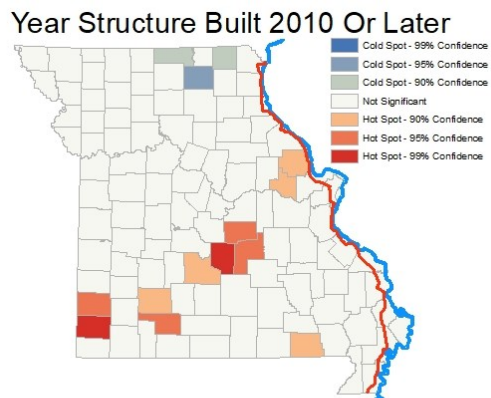 Year Structure Built 2010 Or Later
Cold Spot - 99% Confidence
Cold Spot - 95% Confidence
Cold Spot - 90% Confidence
Not Significant
Hot Spot - 90% Confidence
Hot Spot - 95% Confidence
Hot Spot - 99% Confidence